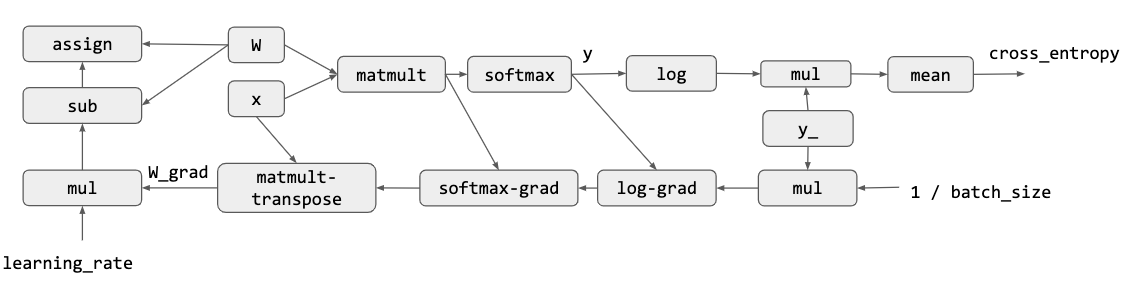 assign
W
matmult
softmax
y
log
mul
mean
cross_entropy
sub
x
y_
mul
W_grad
matmult-
transpose
softmax-grad
log-grad
mul
1 / batch_size
learning_rate